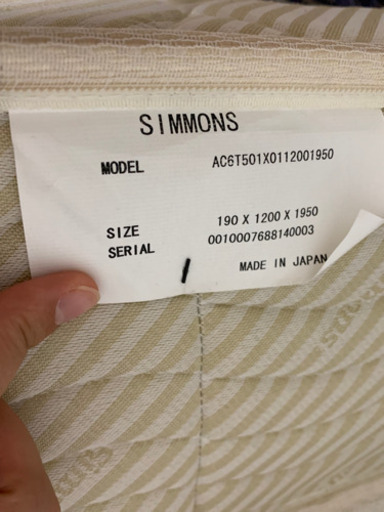 SIMMONS
MODEL AC6T501X0112001950
SIZE 190 X 1200 X 1950
SERIAL 0010007688140003
MADE IN JAPAN